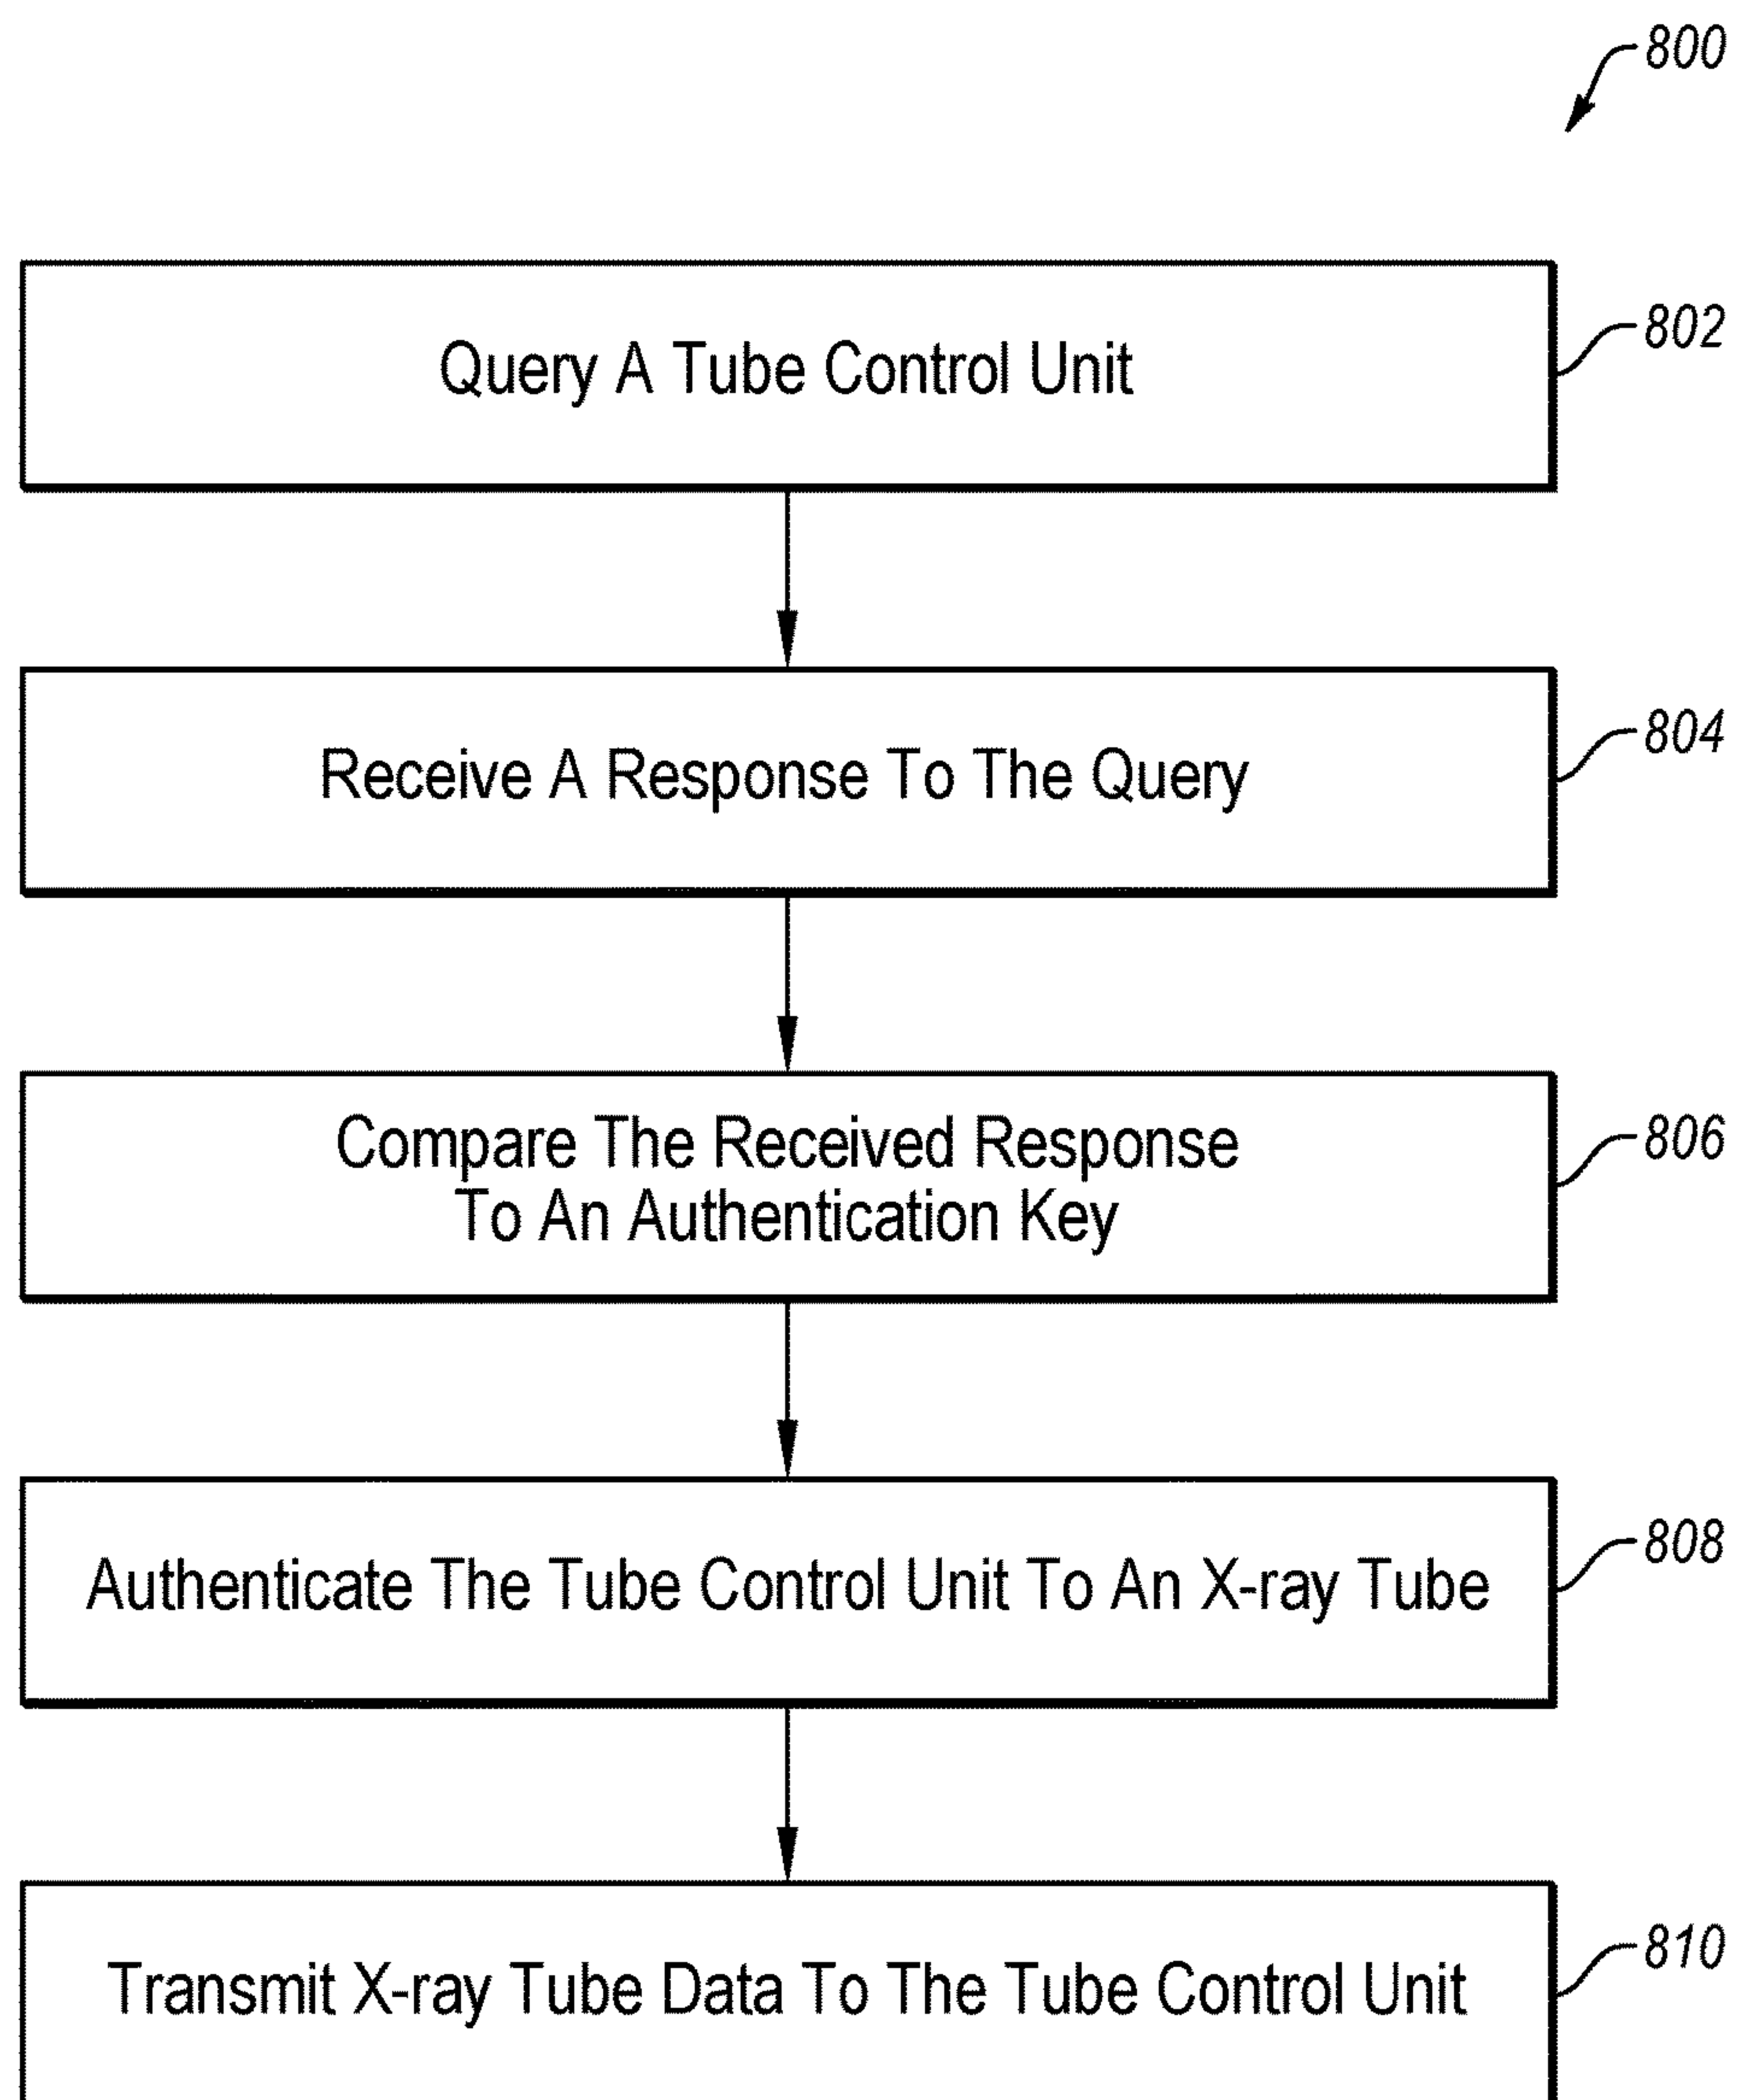 800
Query A Tube Control Unit
802
Receive A Response To The Query
804
Compare The Received Response
To An Authentication Key
806
Authenticate The Tube Control Unit To An X-ray Tube
808
Transmit X-ray Tube Data To The Tube Control Unit
810